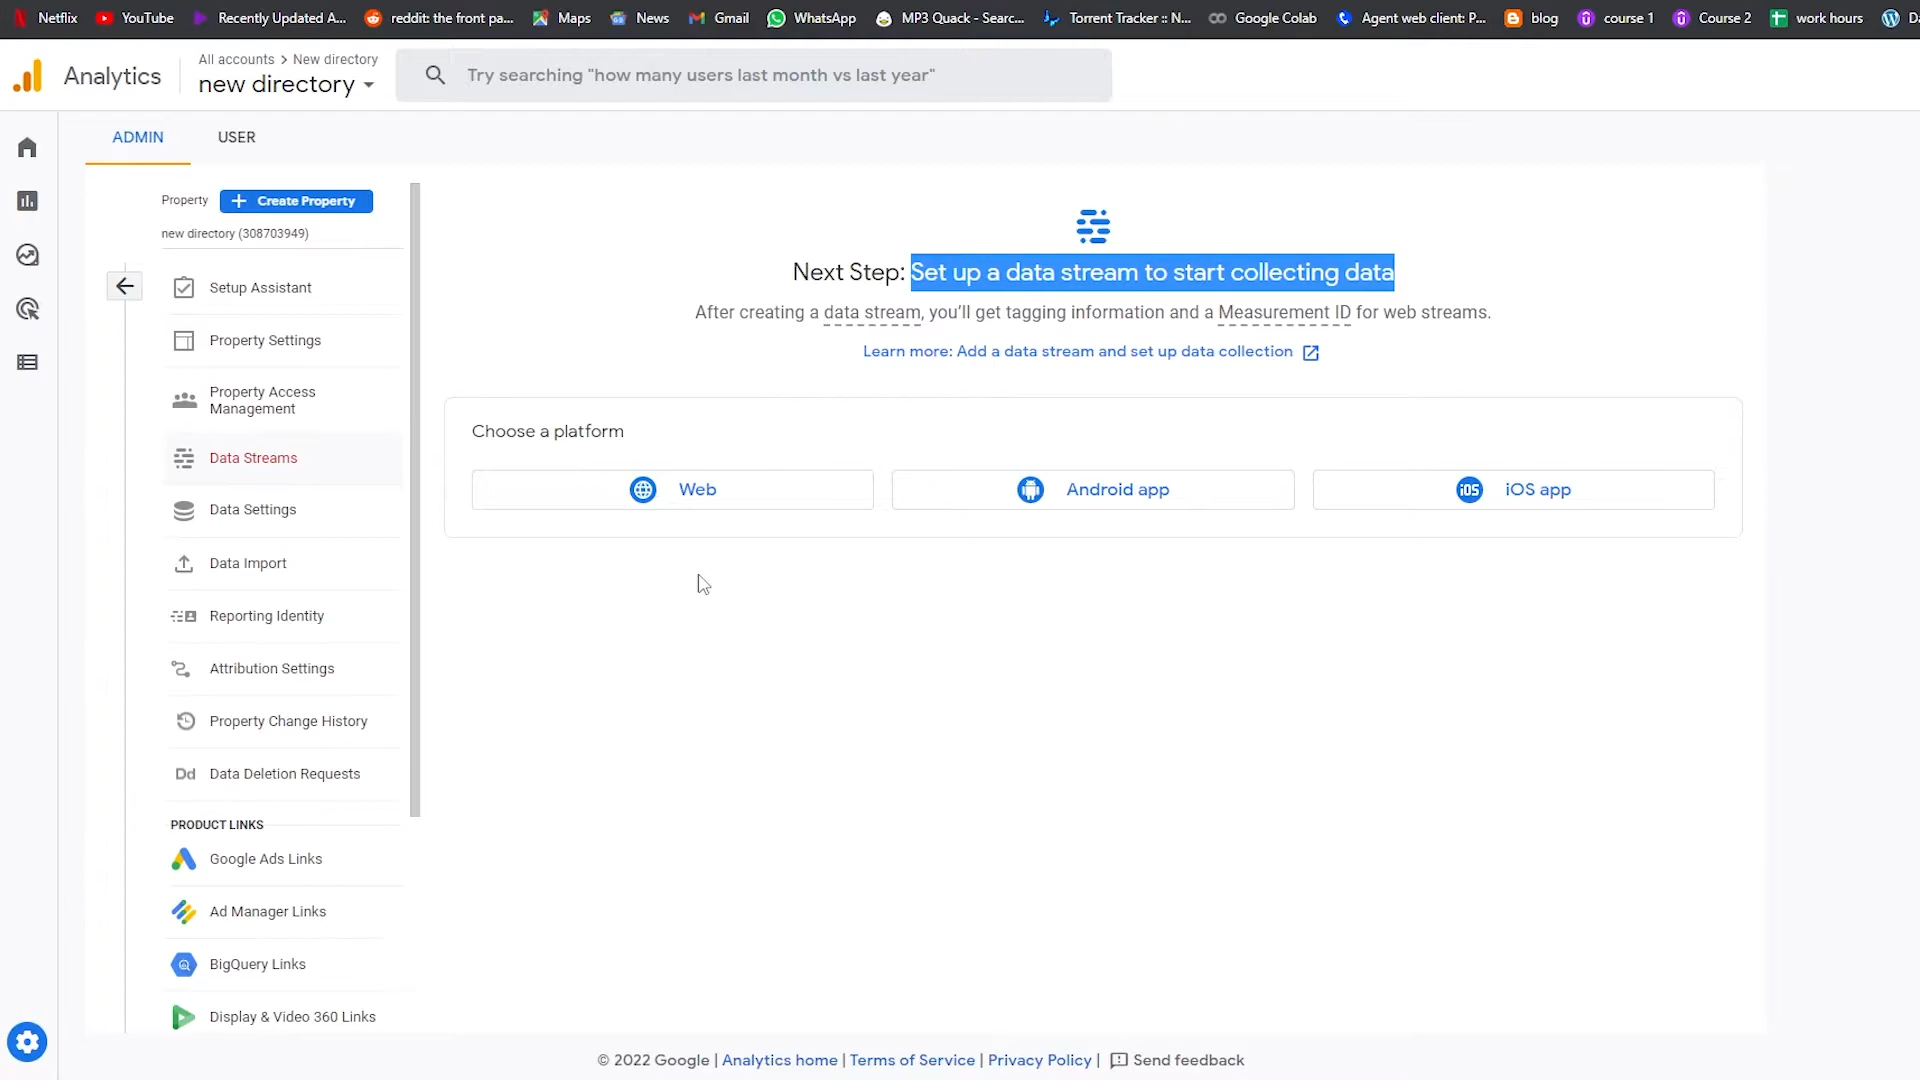 Netflix
YouTube
Recently Updated A...
reddit: the front pa...
Maps
News
Gmail
WhatsApp
MP3 Quack - Searc...
Torrent Tracker :: N...
Google Colab
Agent web client: P...
blog
course 1
Course 2
work hours
Analytics
All accounts > New directory
new directory
Try searching "how many users last month vs last year"
ADMIN
USER
Property
+ Create Property
new directory (308703949)
Setup Assistant
Property Settings
Property Access
Management
Data Streams
Data Settings
Data Import
Reporting Identity
Attribution Settings
Property Change History
Dd Data Deletion Requests
PRODUCT LINKS
Google Ads Links
Ad Manager Links
BigQuery Links
Display & Video 360 Links
Next Step: Set up a data stream to start collecting data
After creating a data stream, you’ll get tagging information and a Measurement ID for web streams.
Learn more: Add a data stream and set up data collection
Choose a platform
Web
Android app
iOS iOS app
© 2022 Google | Analytics home | Terms of Service | Privacy Policy | Send feedback